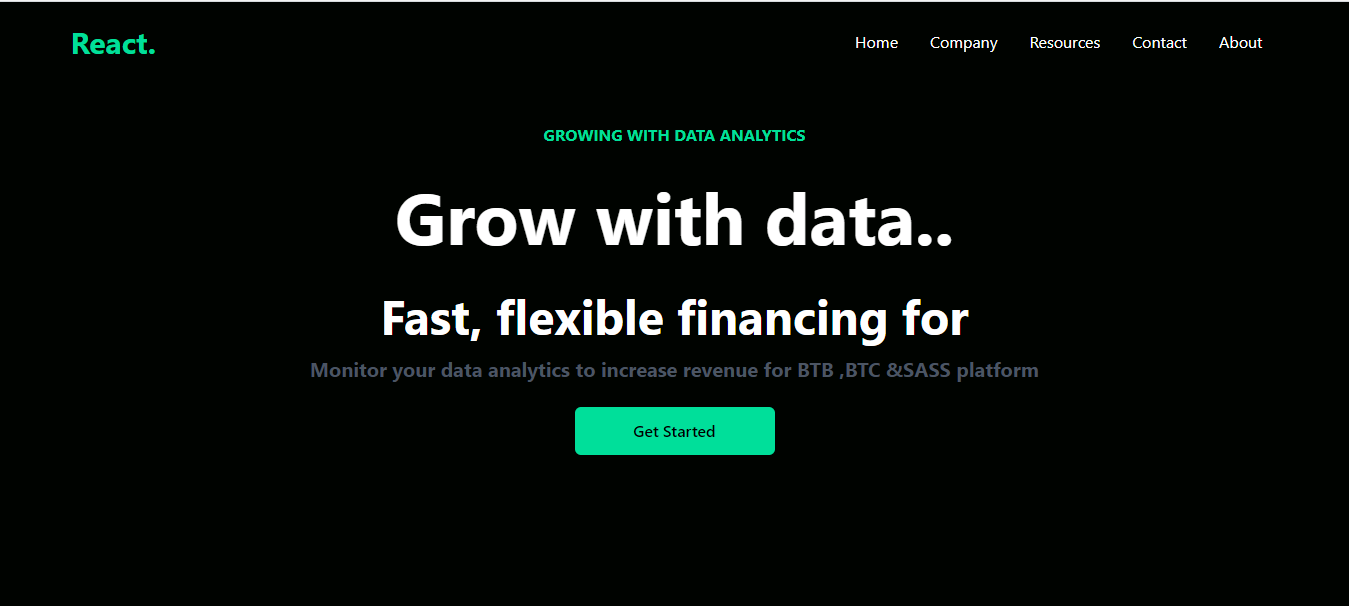 React.
Home Company Resources Contact About
GROWING WITH DATA ANALYTICS
Grow with data..
Fast, flexible financing for
Monitor your data analytics to increase revenue for BTB ,BTC &SASS platform
Get Started